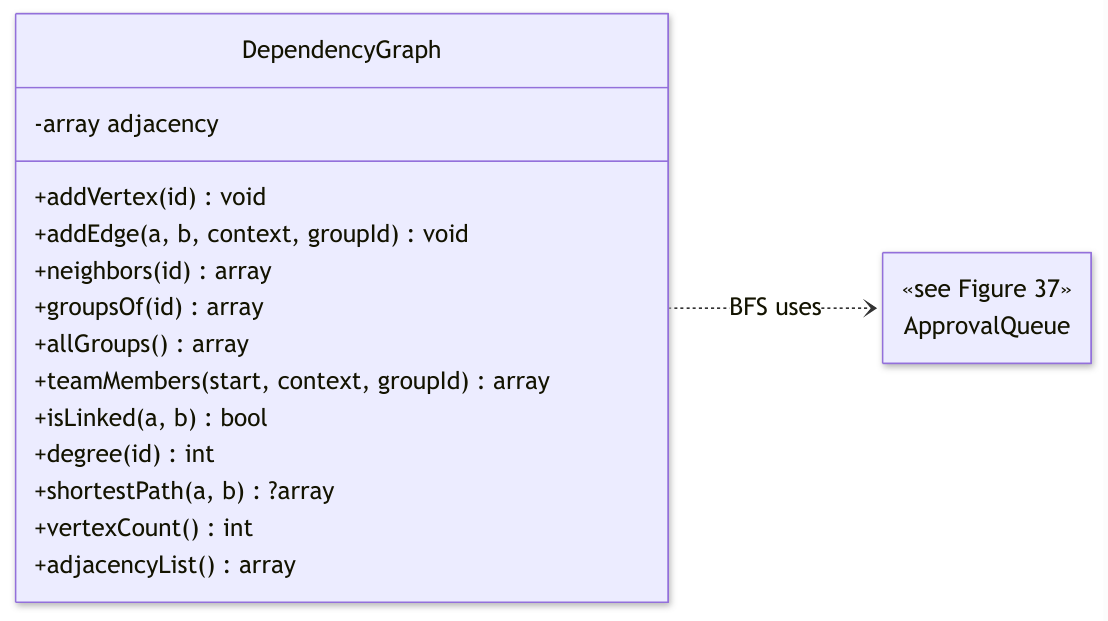 DependencyGraph
-array adjacency
+addVertex(id) : void
+addEdge(a, b, context, groupId) : void
+neighbors(id) : array
+groupsOf(id) : array
+allGroups() : array
+teamMembers(start, context, groupId) : array
+isLinked(a, b) : bool
+degree(id) : int
+shortestPath(a, b) : ?array
+vertexCount() : int
+adjacencyList() : array
BFS uses
«see Figure 37»
ApprovalQueue